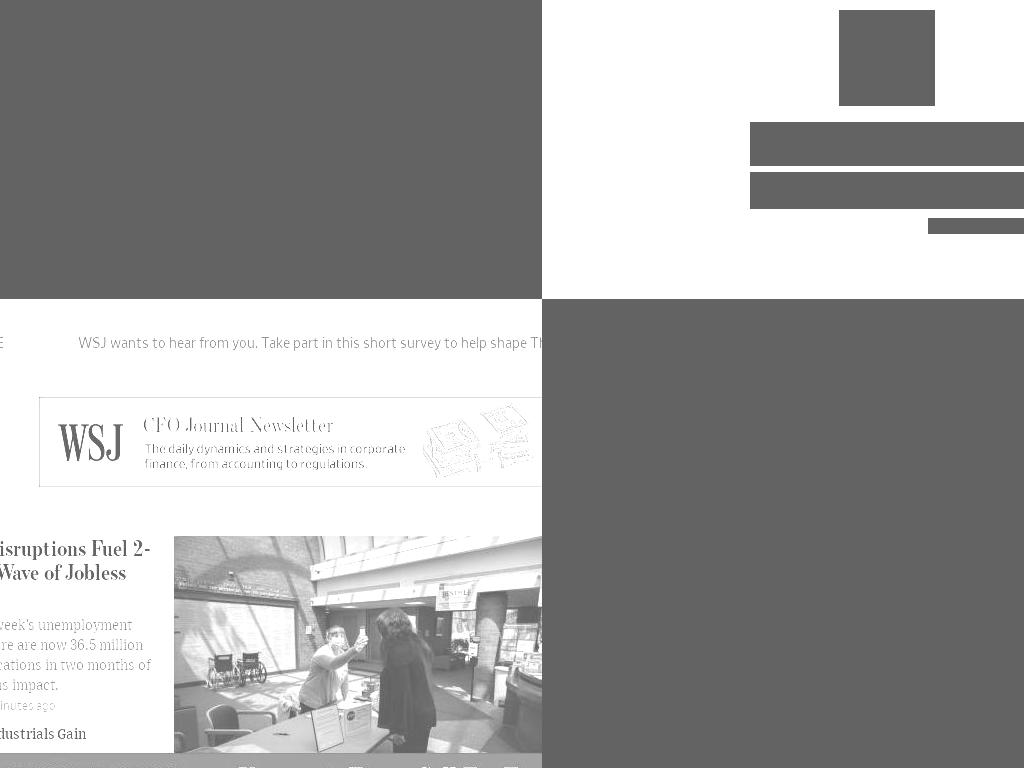 E
WSJ wants to hear from you. Take part in this short survey to help shape Th
WSJ
CFO Journal Newsletter
The daily dynamics and strategies in corporate
finance, from accounting to regulations.
isruptions Fuel 2-
Wave of Jobless
week's unemployment
re are now 36.5 million
cations in two months of
us impact.
inutes ago
dustrials Gain